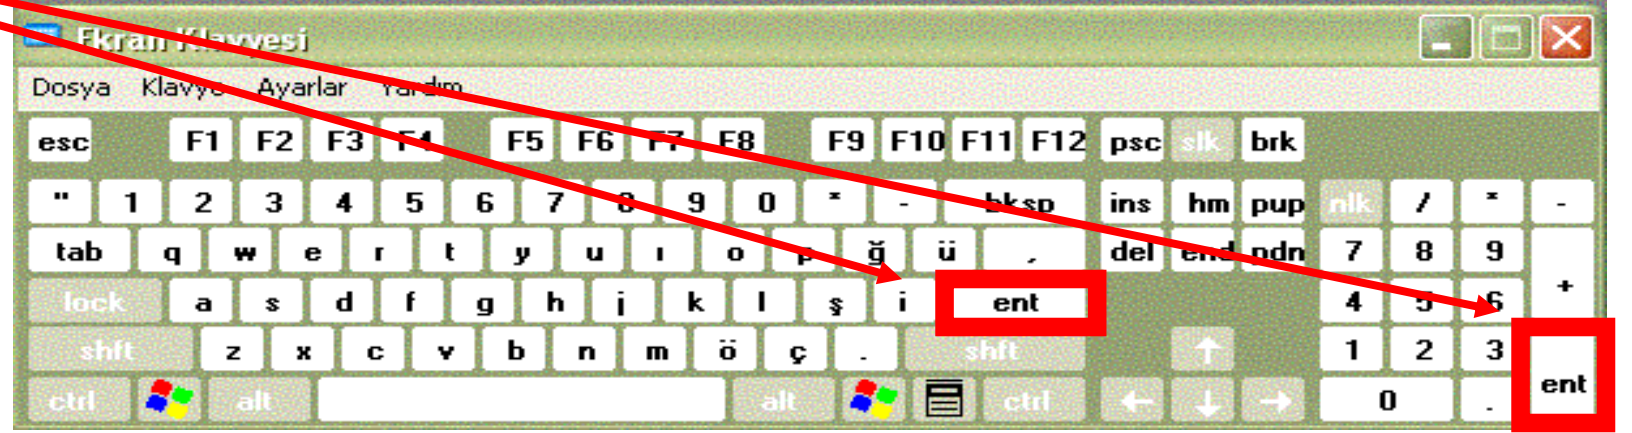 Ekran Klavyesi
Dosya Klavye Ayarlar Yardım
esc F1 F2 F3 F4 F5 F6 F7 F8 F9 F10 F11 F12 psc slk brk
" 1 2 3 4 5 6 7 8 9 0 * - bksp ins hm pup nlk / * -
tab q w e r t y u ı o p ğ ü , del end pdn 7 8 9 +
lock a s d f g h j k l ş i ent 4 5 6
shft z x c v b n m ö ç . shft ↑ 1 2 3 ent
ctrl alt alt ctrl ← ↓ → 0 .